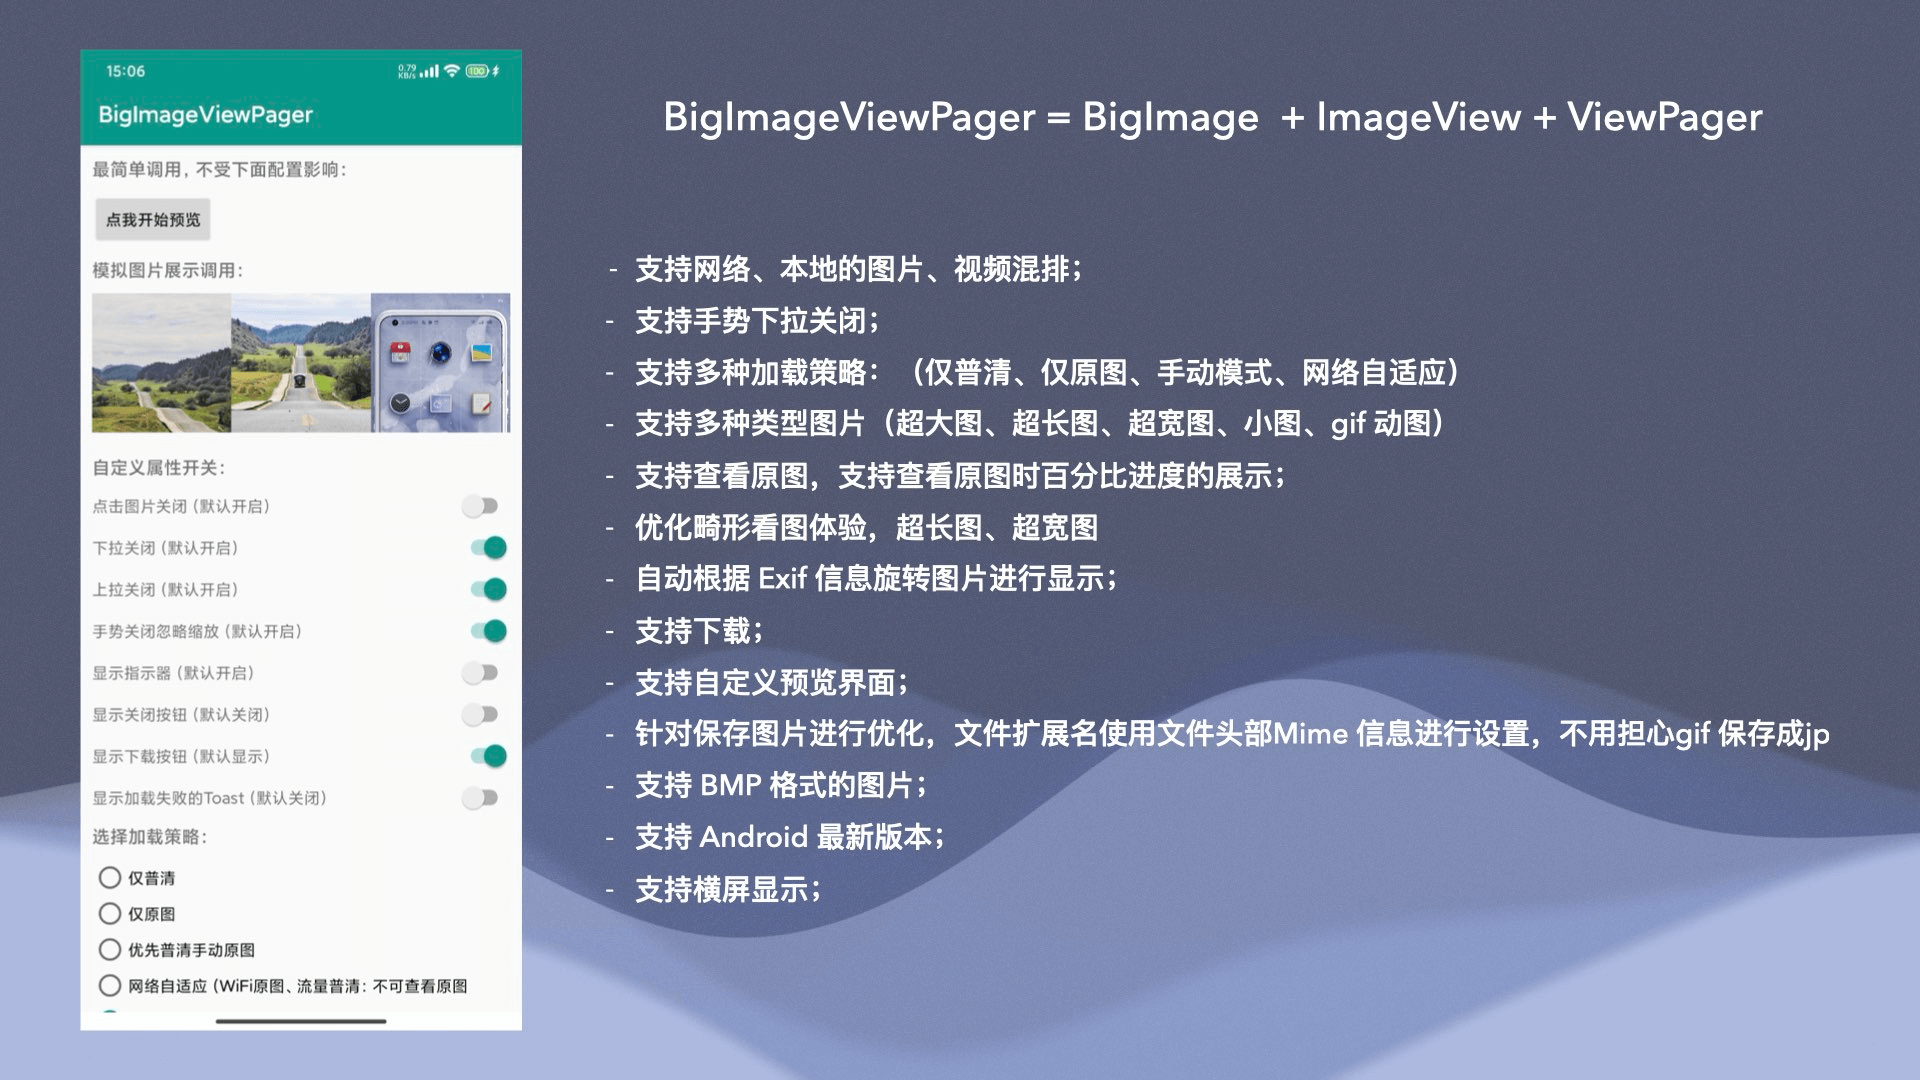 15:06
0.79
KB/s
100
BigImageViewPager
最简单调用，不受下面配置影响：
点我开始预览
模拟图片展示调用：
自定义属性开关：
点击图片关闭（默认开启）
下拉关闭（默认开启）
上拉关闭（默认开启）
手势关闭忽略缩放（默认开启）
显示指示器（默认开启）
显示关闭按钮（默认关闭）
显示下载按钮（默认显示）
显示加载失败的Toast（默认关闭）
选择加载策略：
仅普清
仅原图
优先普清手动原图
网络自适应（WiFi原图、流量普清：不可查看原图
BigImageViewPager = BigImage + ImageView + ViewPager
- 支持网络、本地的图片、视频混排；
- 支持手势下拉关闭；
- 支持多种加载策略：（仅普清、仅原图、手动模式、网络自适应）
- 支持多种类型图片（超大图、超长图、超宽图、小图、gif 动图）
- 支持查看原图，支持查看原图时百分比进度的展示；
- 优化畸形看图体验，超长图、超宽图
- 自动根据 Exif 信息旋转图片进行显示；
- 支持下载；
- 支持自定义预览界面；
- 针对保存图片进行优化，文件扩展名使用文件头部Mime 信息进行设置，不用担心gif 保存成jp
- 支持 BMP 格式的图片；
- 支持 Android 最新版本；
- 支持横屏显示；